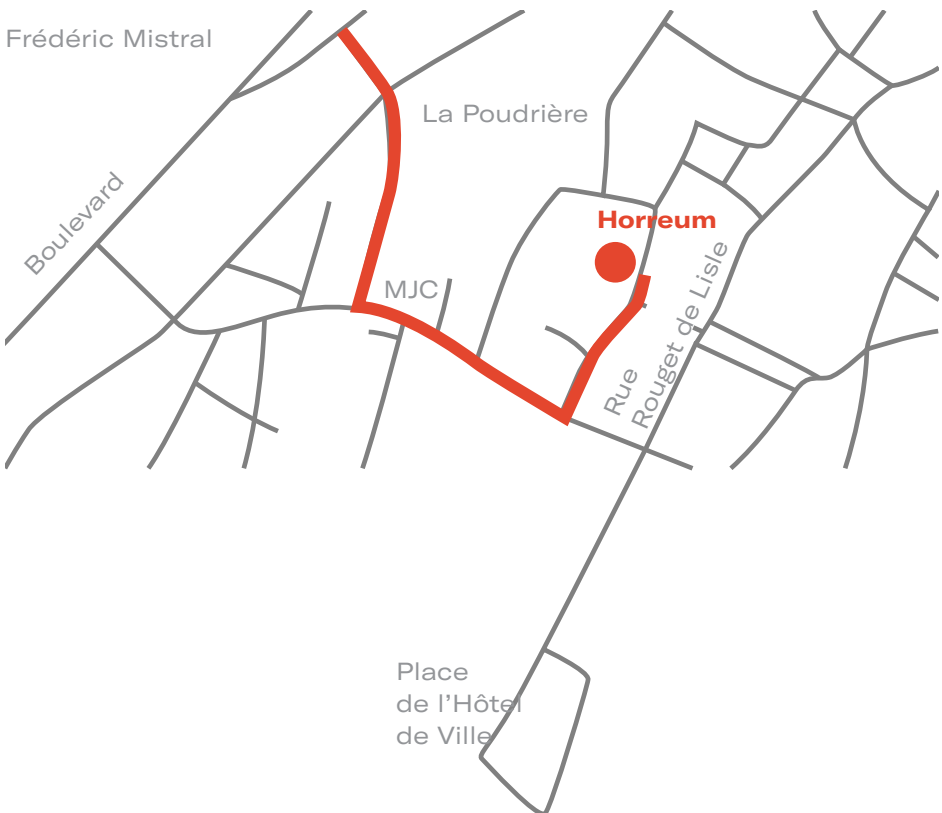 Frédéric Mistral
La Poudrière
Boulevard
Horreum
MJC
Rue
Rouget de Lisle
Place
de l'Hôtel
de Ville